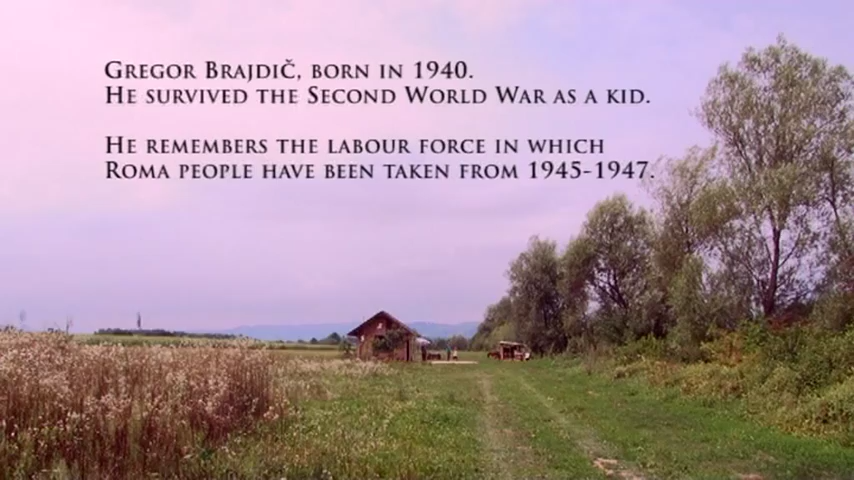 Gregor Brajdič, born in 1940.
He survived the Second World War as a kid.
He remembers the labour force in which
Roma people have been taken from 1945-1947.